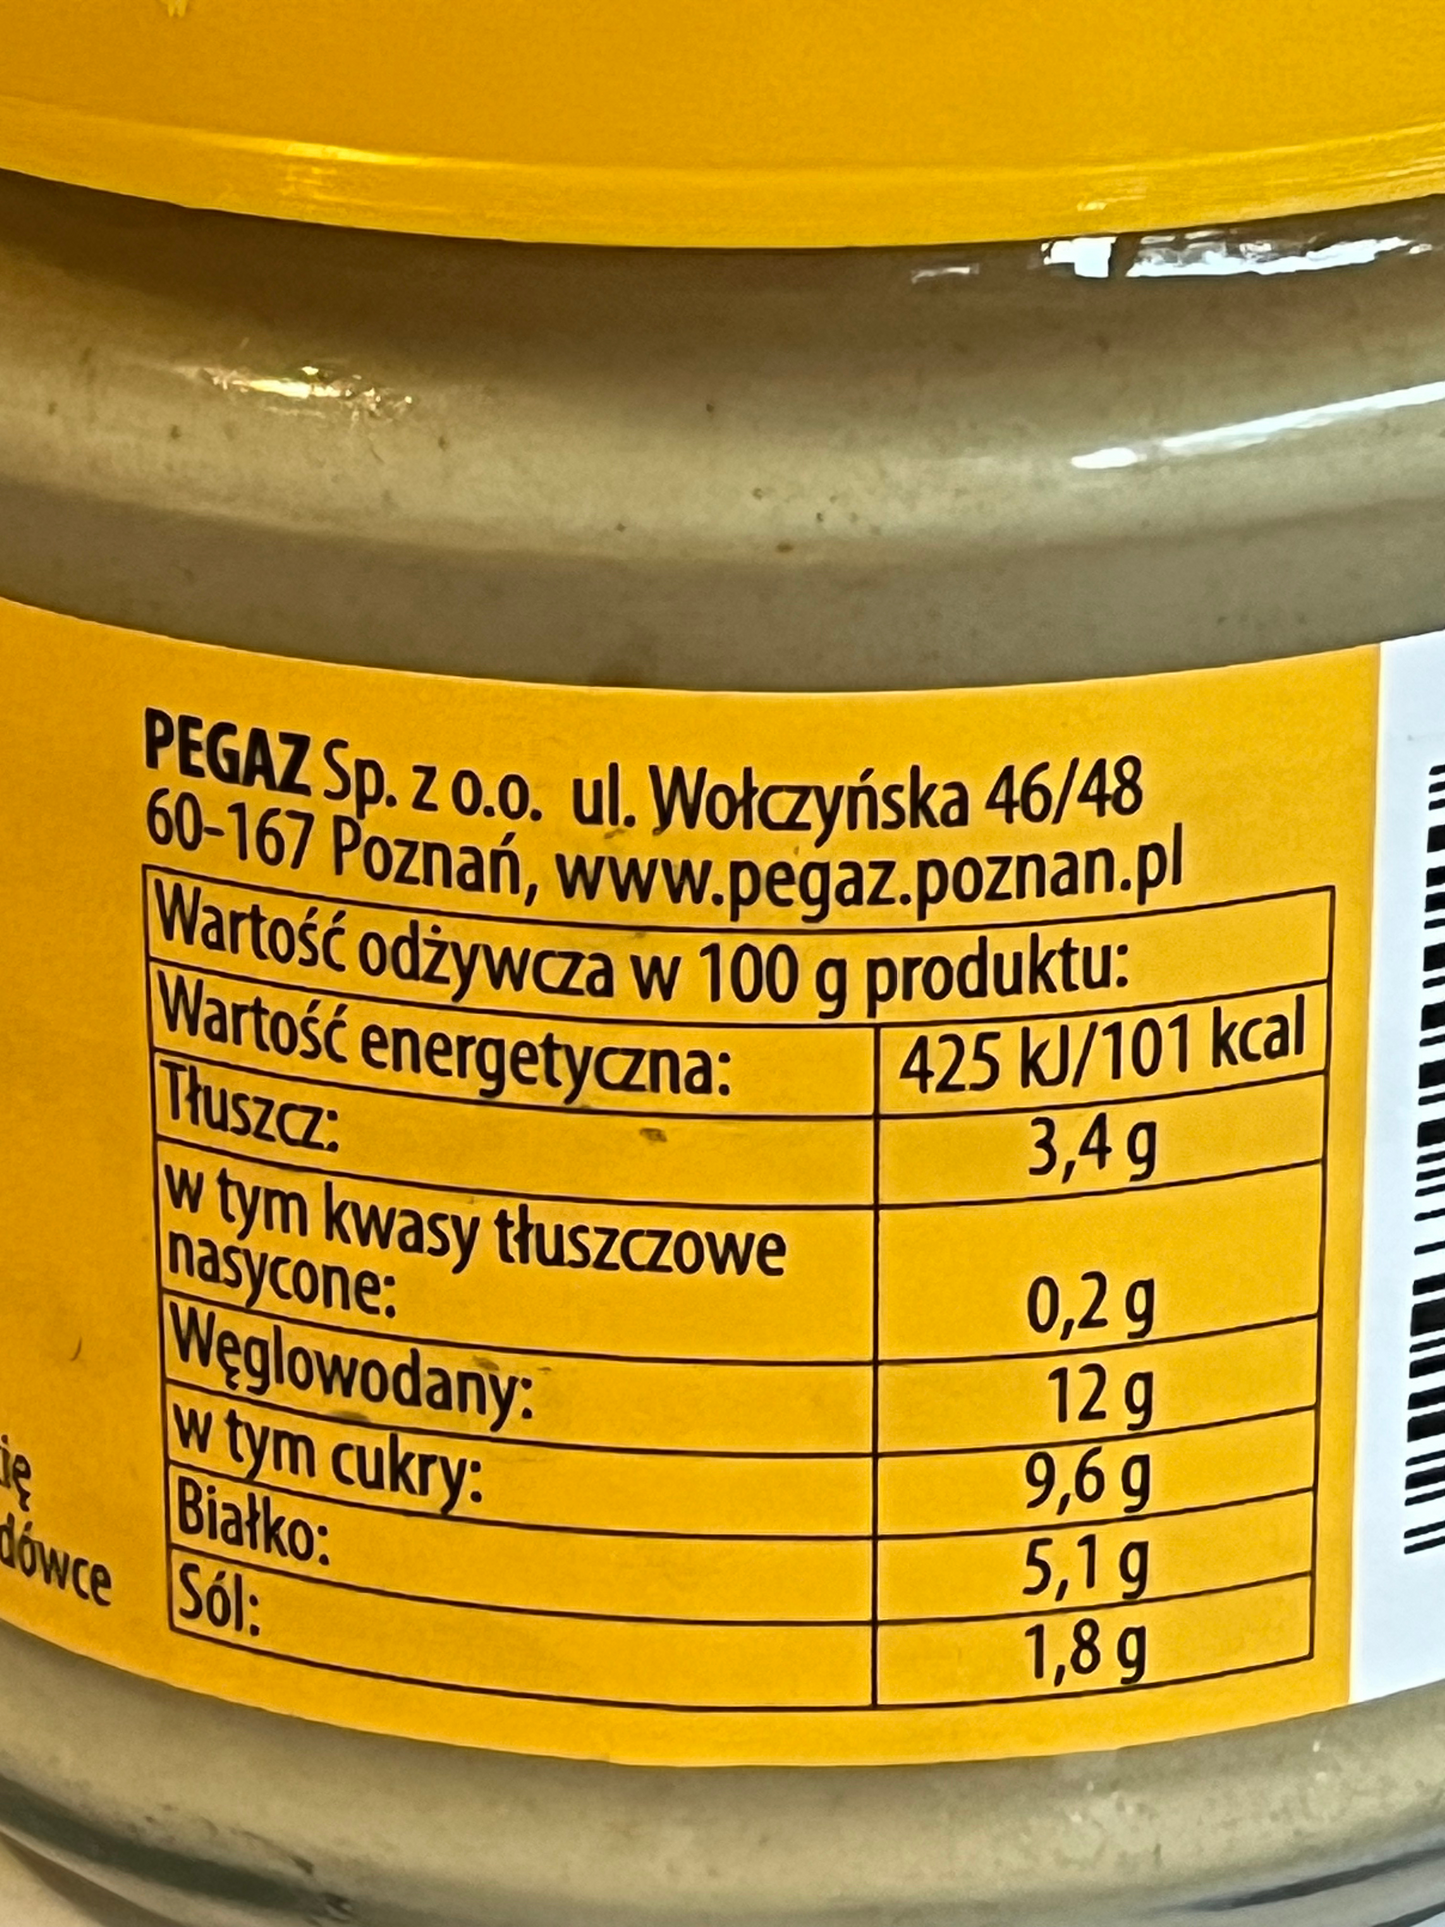 PEGAZ Sp. z o.o. ul. Wołczyńska 46/48
60-167 Poznań, www.pegaz.poznan.pl
Wartość odżywcza w 100 g produktu:
Wartość energetyczna: 425 kJ/101 kcal
Tłuszcz: 3,4 g
w tym kwasy tłuszczowe
nasycone: 0,2 g
Węglowodany: 12 g
w tym cukry: 9,6 g
Białko: 5,1 g
Sól: 1,8 g